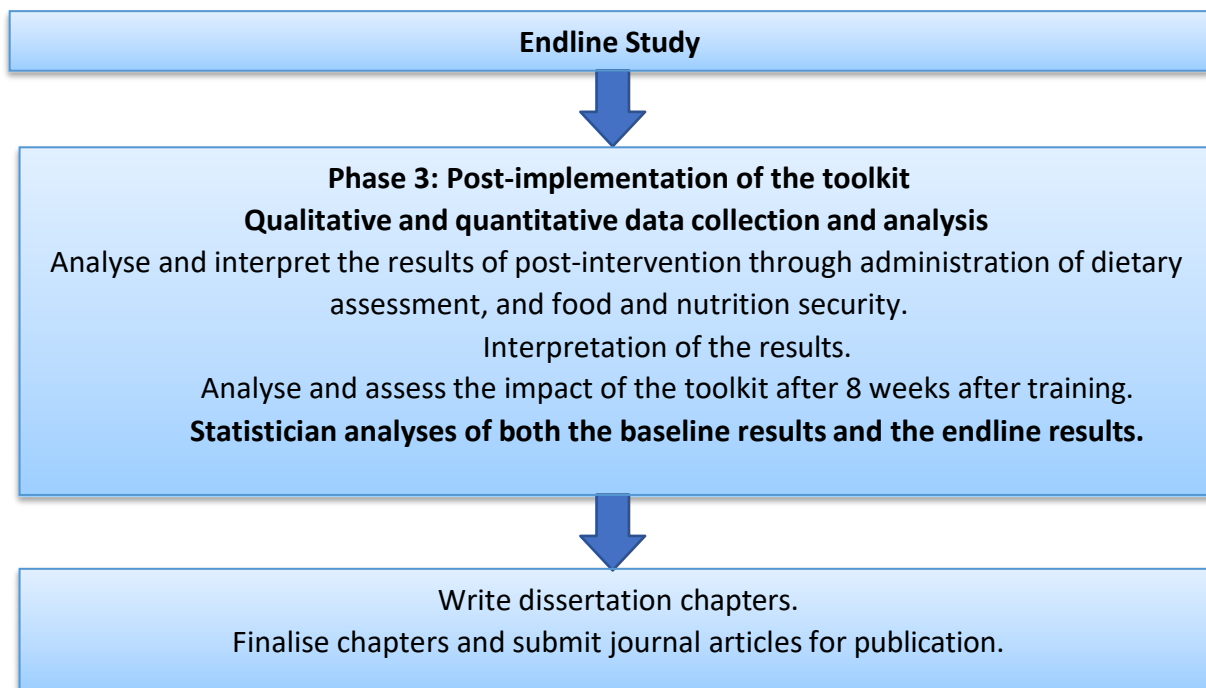 Endline Study
Phase 3: Post-implementation of the toolkit
Qualitative and quantitative data collection and analysis
Analyse and interpret the results of post-intervention through administration of dietary
assessment, and food and nutrition security.
Interpretation of the results.
Analyse and assess the impact of the toolkit after 8 weeks after training.
Statistician analyses of both the baseline results and the endline results.
Write dissertation chapters.
Finalise chapters and submit journal articles for publication.